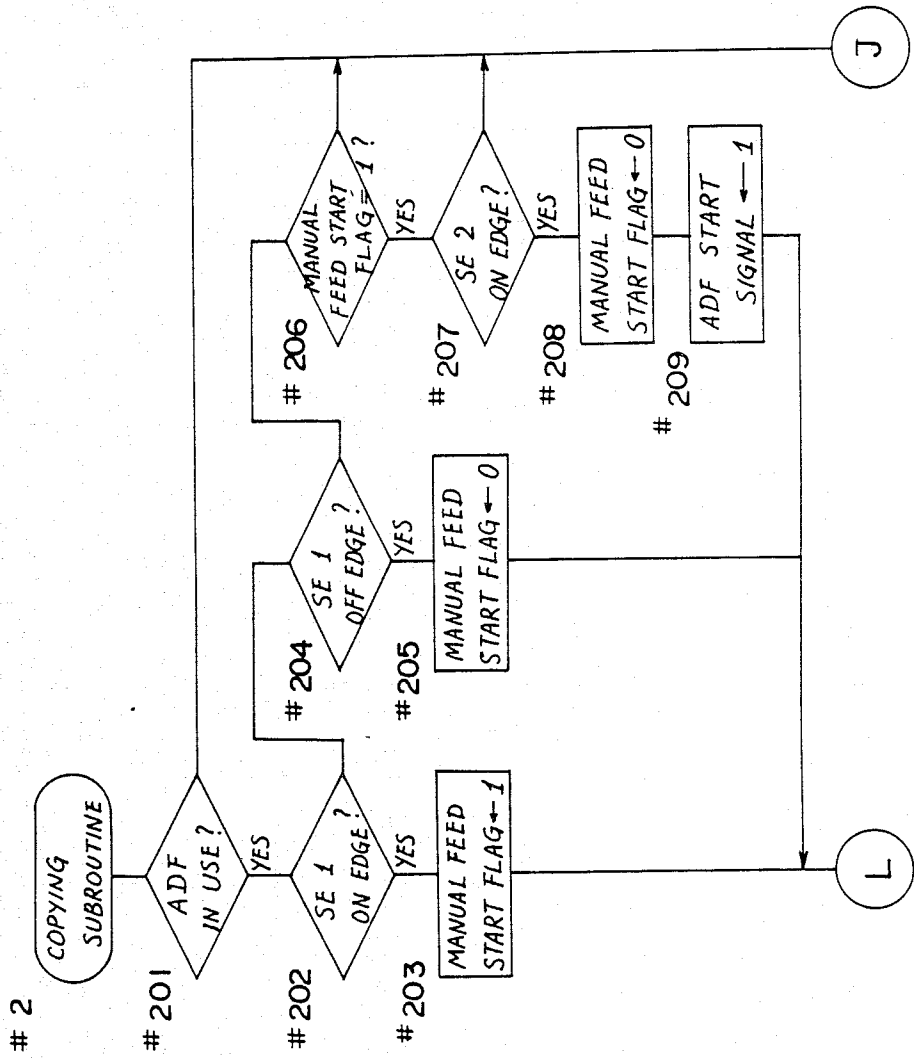 # 2
COPYING
SUBROUTINE
# 201
ADF
IN USE?
YES
# 202
SE 1
ON EDGE?
YES
# 203
MANUAL FEED
START FLAG←1
# 204
SE 1
OFF EDGE?
YES
# 205
MANUAL FEED
START FLAG←0
# 206
MANUAL
FEED START
FLAG=1?
YES
# 207
SE 2
ON EDGE?
YES
# 208
MANUAL FEED
START FLAG←0
# 209
ADF START
SIGNAL ←1
L
J